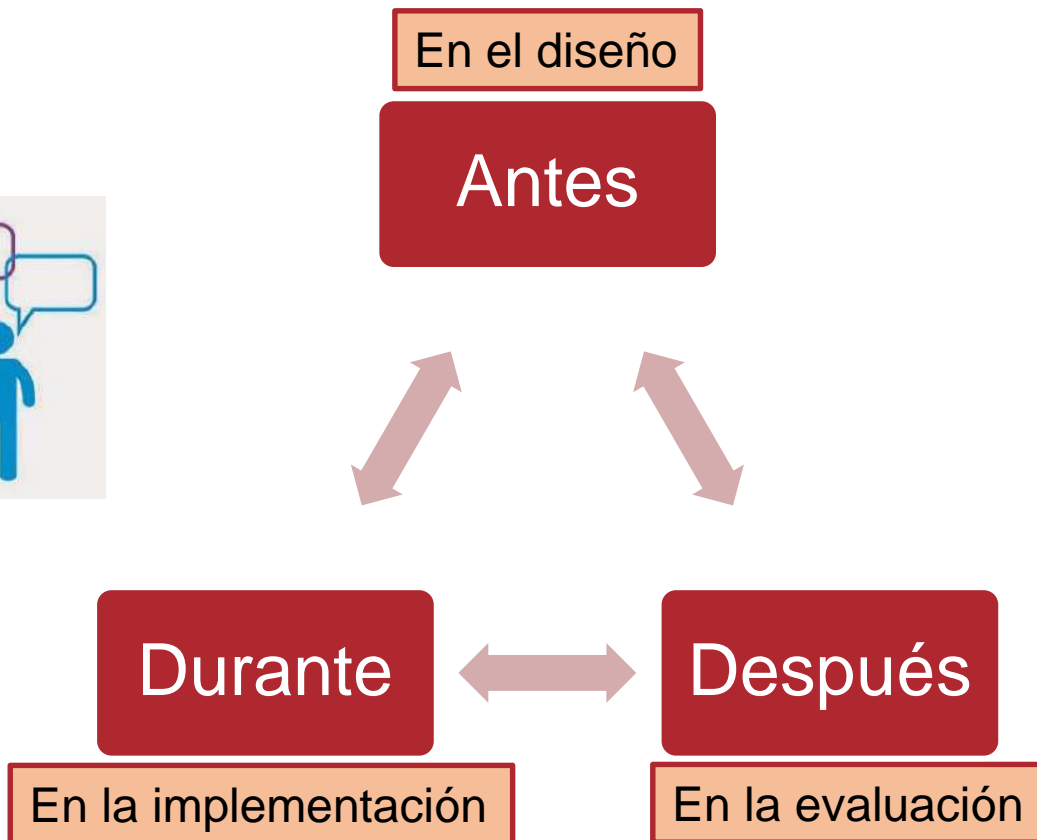 En el diseño
Antes
Durante
Después
En la implementación
En la evaluación